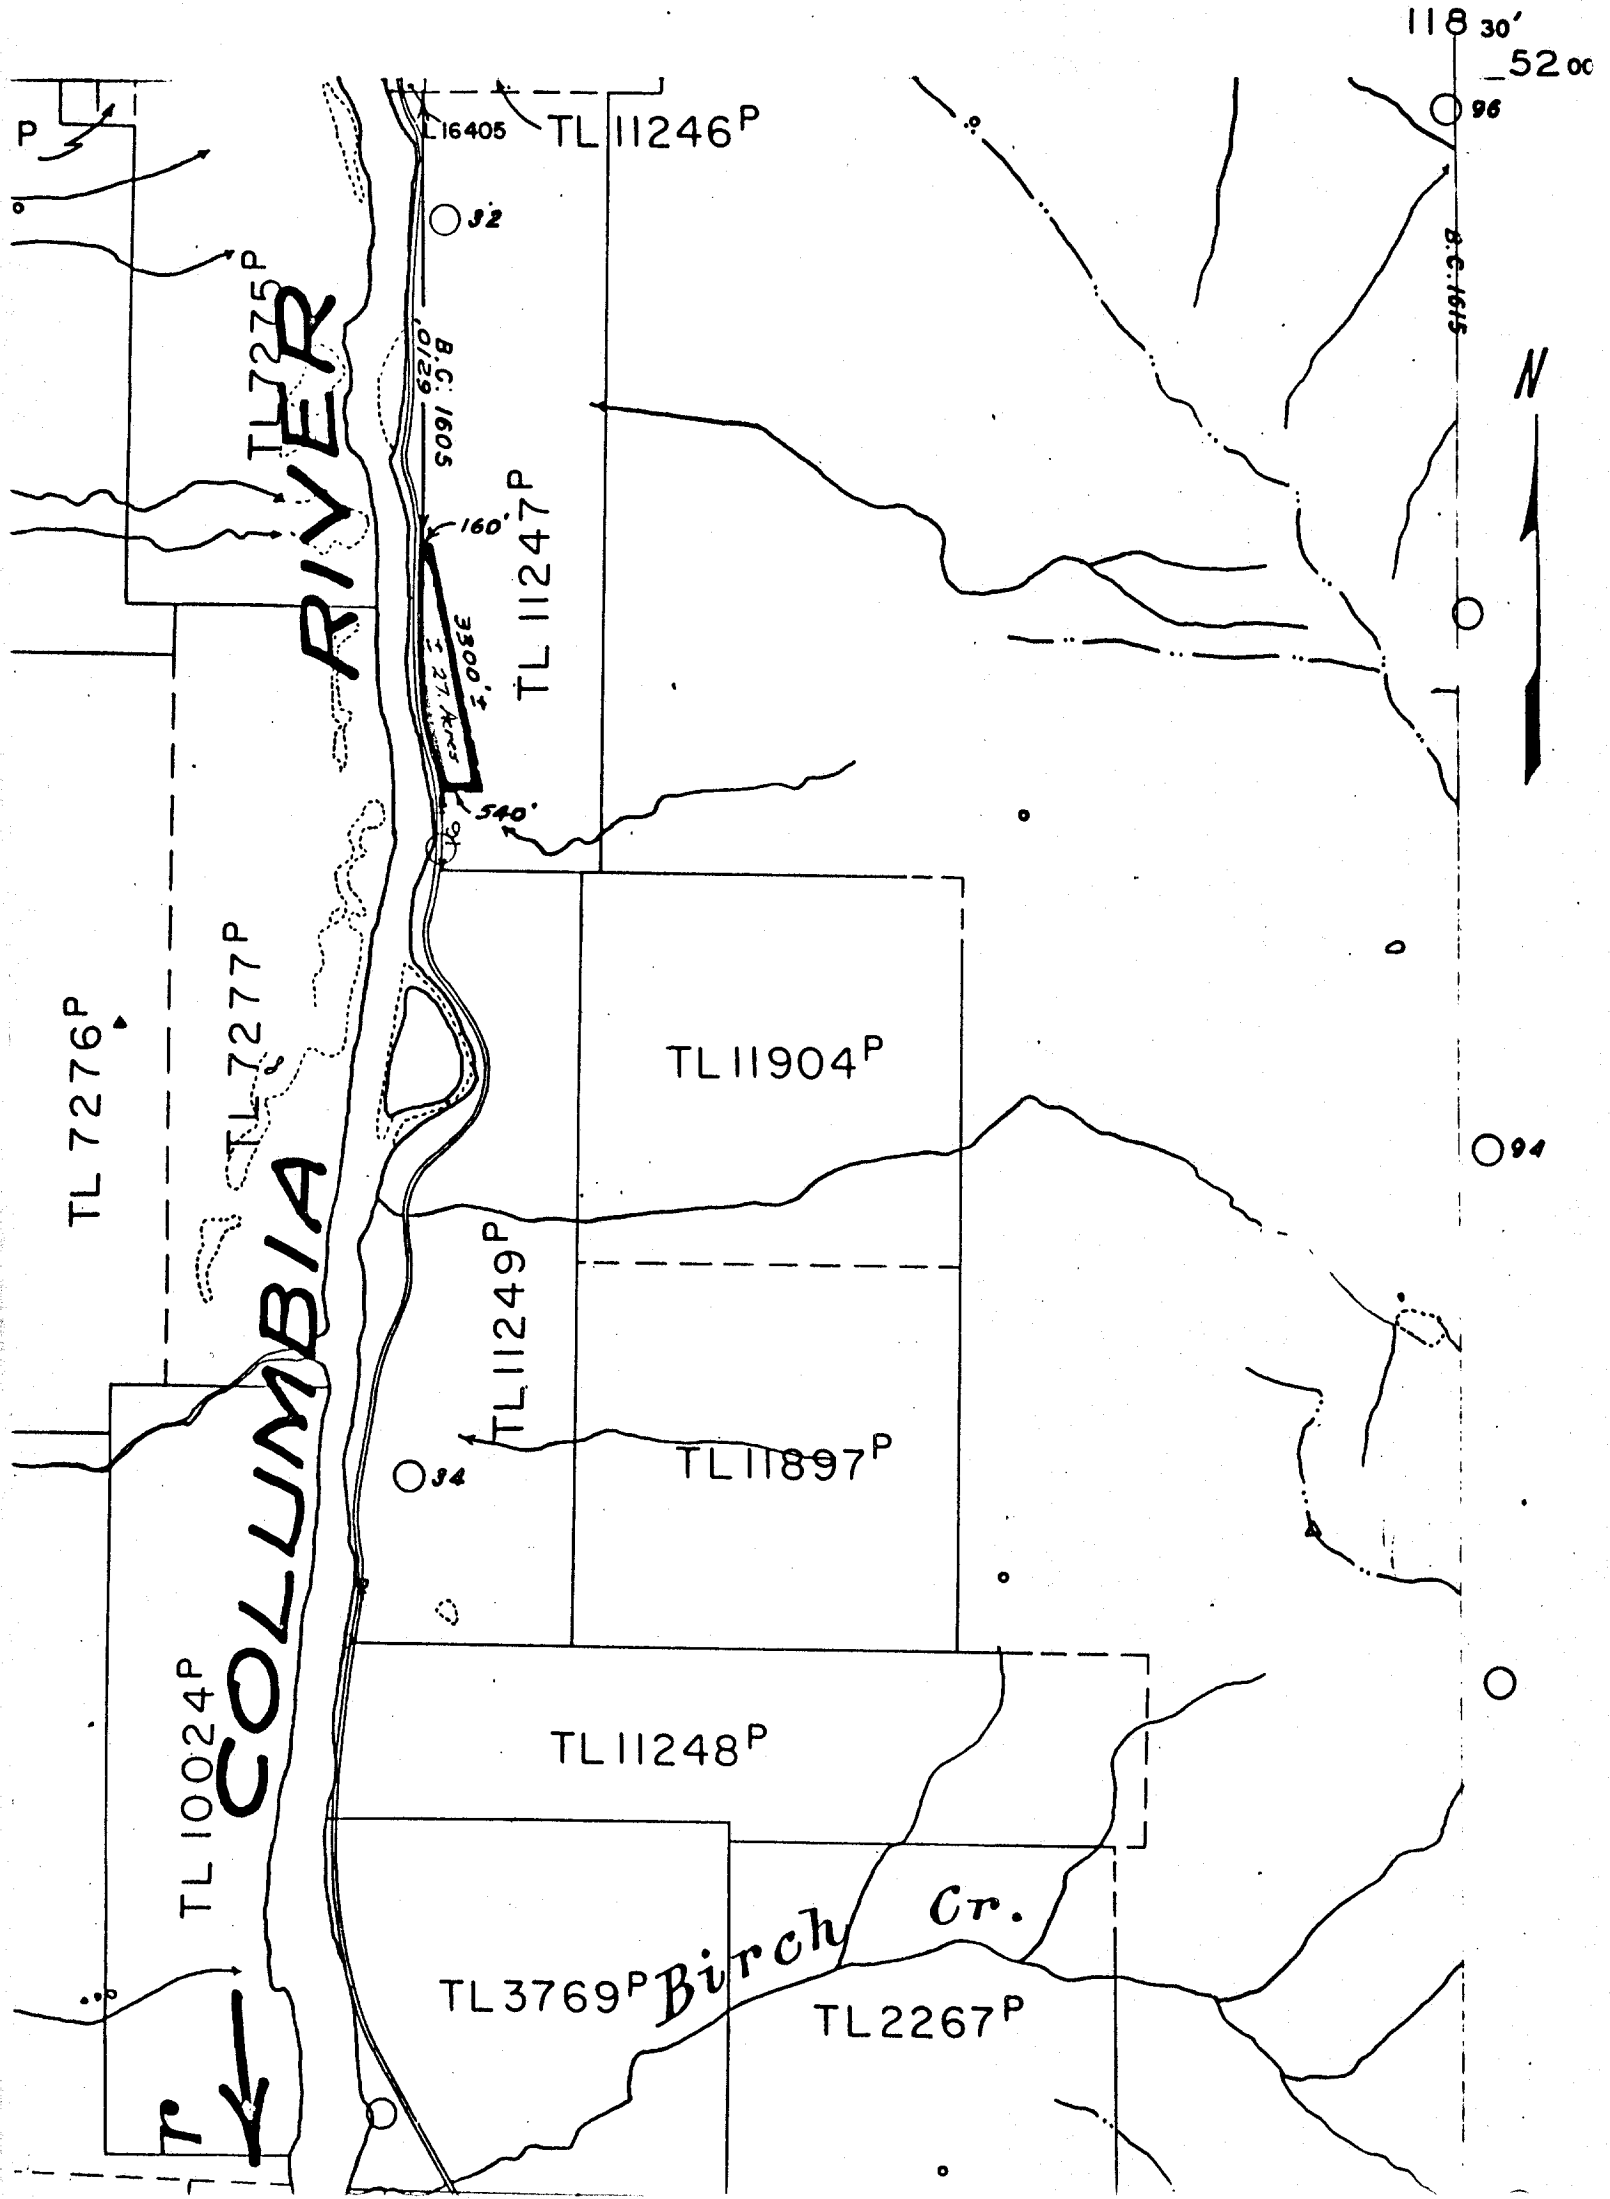 118 30'
52 00
96
P
L16405
TL 11246P
32
B.C. 1615
TL 7275P
RIVER
B.C. 1605
N
160'
TL 11247P
3300' ±
± 27 Acres
540'
TL 7276P
TL 7277P
TL 11904P
94
COLUMBIA
TL 11249P
34
TL 11897P
TL 10024P
TL 11248P
Birch Cr.
TL 3769P
TL 2267P
r